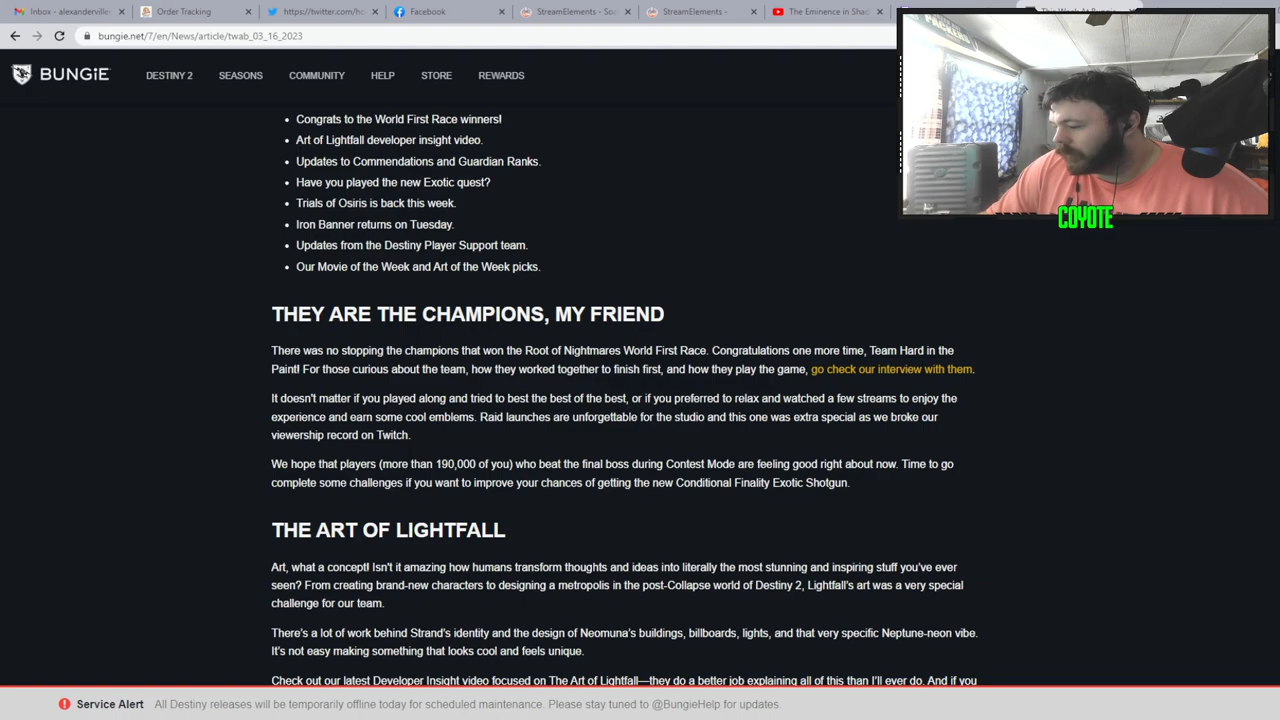 Inbox - alexanderville
Order Tracking
https://twitter.com/ho
Facebook
StreamElements - Soc
StreamElements -
The Eminence in Shad
This Week At Bungie
bungie.net/7/en/News/article/twab_03_16_2023
BUNGIE
DESTINY 2
SEASONS
COMMUNITY
HELP
STORE
REWARDS
PACKERS
• Congrats to the World First Race winners!
• Art of Lightfall developer insight video.
• Updates to Commendations and Guardian Ranks.
• Have you played the new Exotic quest?
• Trials of Osiris is back this week.
• Iron Banner returns on Tuesday.
• Updates from the Destiny Player Support team.
• Our Movie of the Week and Art of the Week picks.
COYOTE
THEY ARE THE CHAMPIONS, MY FRIEND
There was no stopping the champions that won the Root of Nightmares World First Race. Congratulations one more time, Team Hard in the
Paint! For those curious about the team, how they worked together to finish first, and how they play the game, go check our interview with them.
It doesn't matter if you played along and tried to best the best of the best, or if you preferred to relax and watched a few streams to enjoy the
experience and earn some cool emblems. Raid launches are unforgettable for the studio and this one was extra special as we broke our
viewership record on Twitch.
We hope that players (more than 190,000 of you) who beat the final boss during Contest Mode are feeling good right about now. Time to go
complete some challenges if you want to improve your chances of getting the new Conditional Finality Exotic Shotgun.
THE ART OF LIGHTFALL
Art, what a concept! Isn't it amazing how humans transform thoughts and ideas into literally the most stunning and inspiring stuff you've ever
seen? From creating brand-new characters to designing a metropolis in the post-Collapse world of Destiny 2, Lightfall's art was a very special
challenge for our team.
There's a lot of work behind Strand's identity and the design of Neomuna's buildings, billboards, lights, and that very specific Neptune-neon vibe.
It's not easy making something that looks cool and feels unique.
Check out our latest Developer Insight video focused on The Art of Lightfall—they do a better job explaining all of this than I'll ever do. And if you
Service Alert All Destiny releases will be temporarily offline today for scheduled maintenance. Please stay tuned to @BungieHelp for updates.